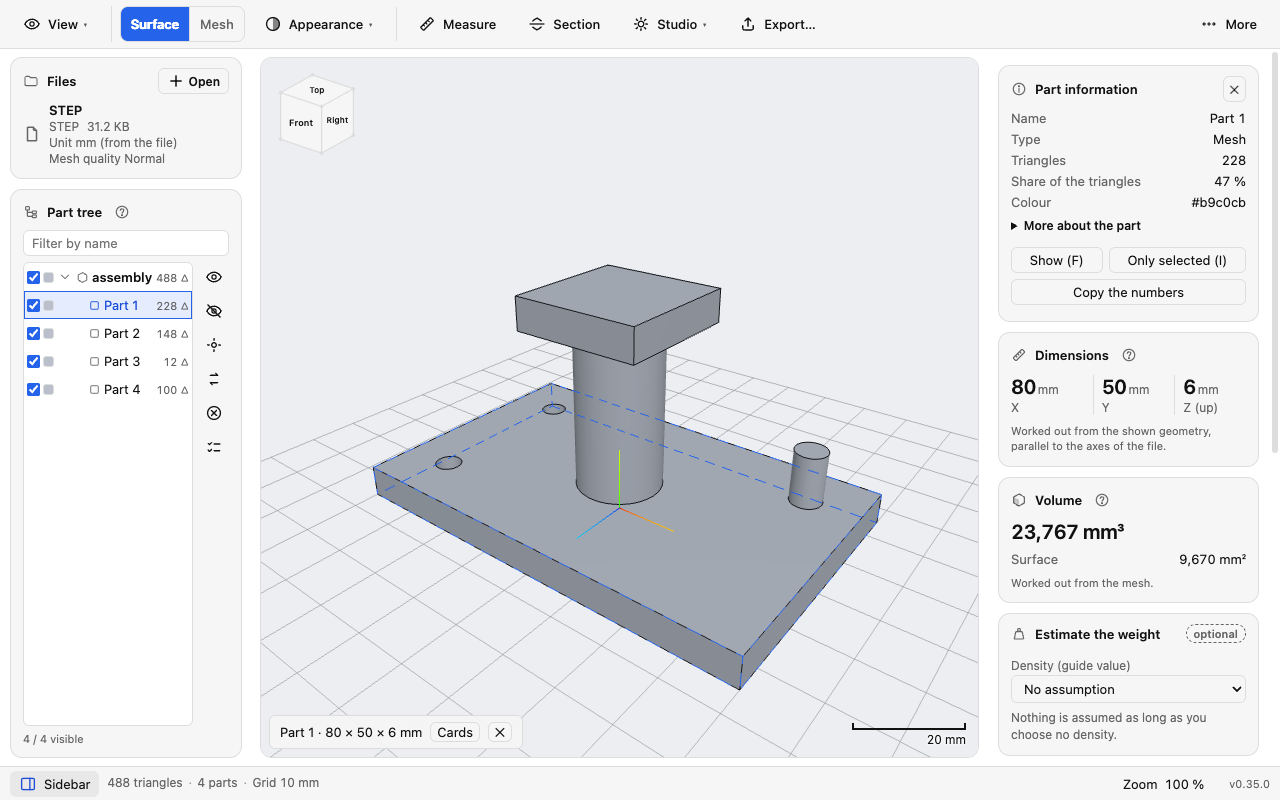 View
Surface
Mesh
Appearance
Measure
Section
Studio
Export...
More
Files
Open
STEP
STEP 31.2 KB
Unit mm (from the file)
Mesh quality Normal
Part tree
Filter by name
assembly 488 Δ
Part 1 228 Δ
Part 2 148 Δ
Part 3 12 Δ
Part 4 100 Δ
4 / 4 visible
Top
Front
Right
Part 1 · 80 × 50 × 6 mm
Cards
20 mm
Part information
Name Part 1
Type Mesh
Triangles 228
Share of the triangles 47 %
Colour #b9c0cb
More about the part
Show (F)
Only selected (I)
Copy the numbers
Dimensions
80 mm 50 mm 6 mm
X Y Z (up)
Worked out from the shown geometry,
parallel to the axes of the file.
Volume
23,767 mm³
Surface 9,670 mm²
Worked out from the mesh.
Estimate the weight optional
Density (guide value)
No assumption
Nothing is assumed as long as you
choose no density.
Sidebar
488 triangles · 4 parts · Grid 10 mm
Zoom 100 %
v0.35.0